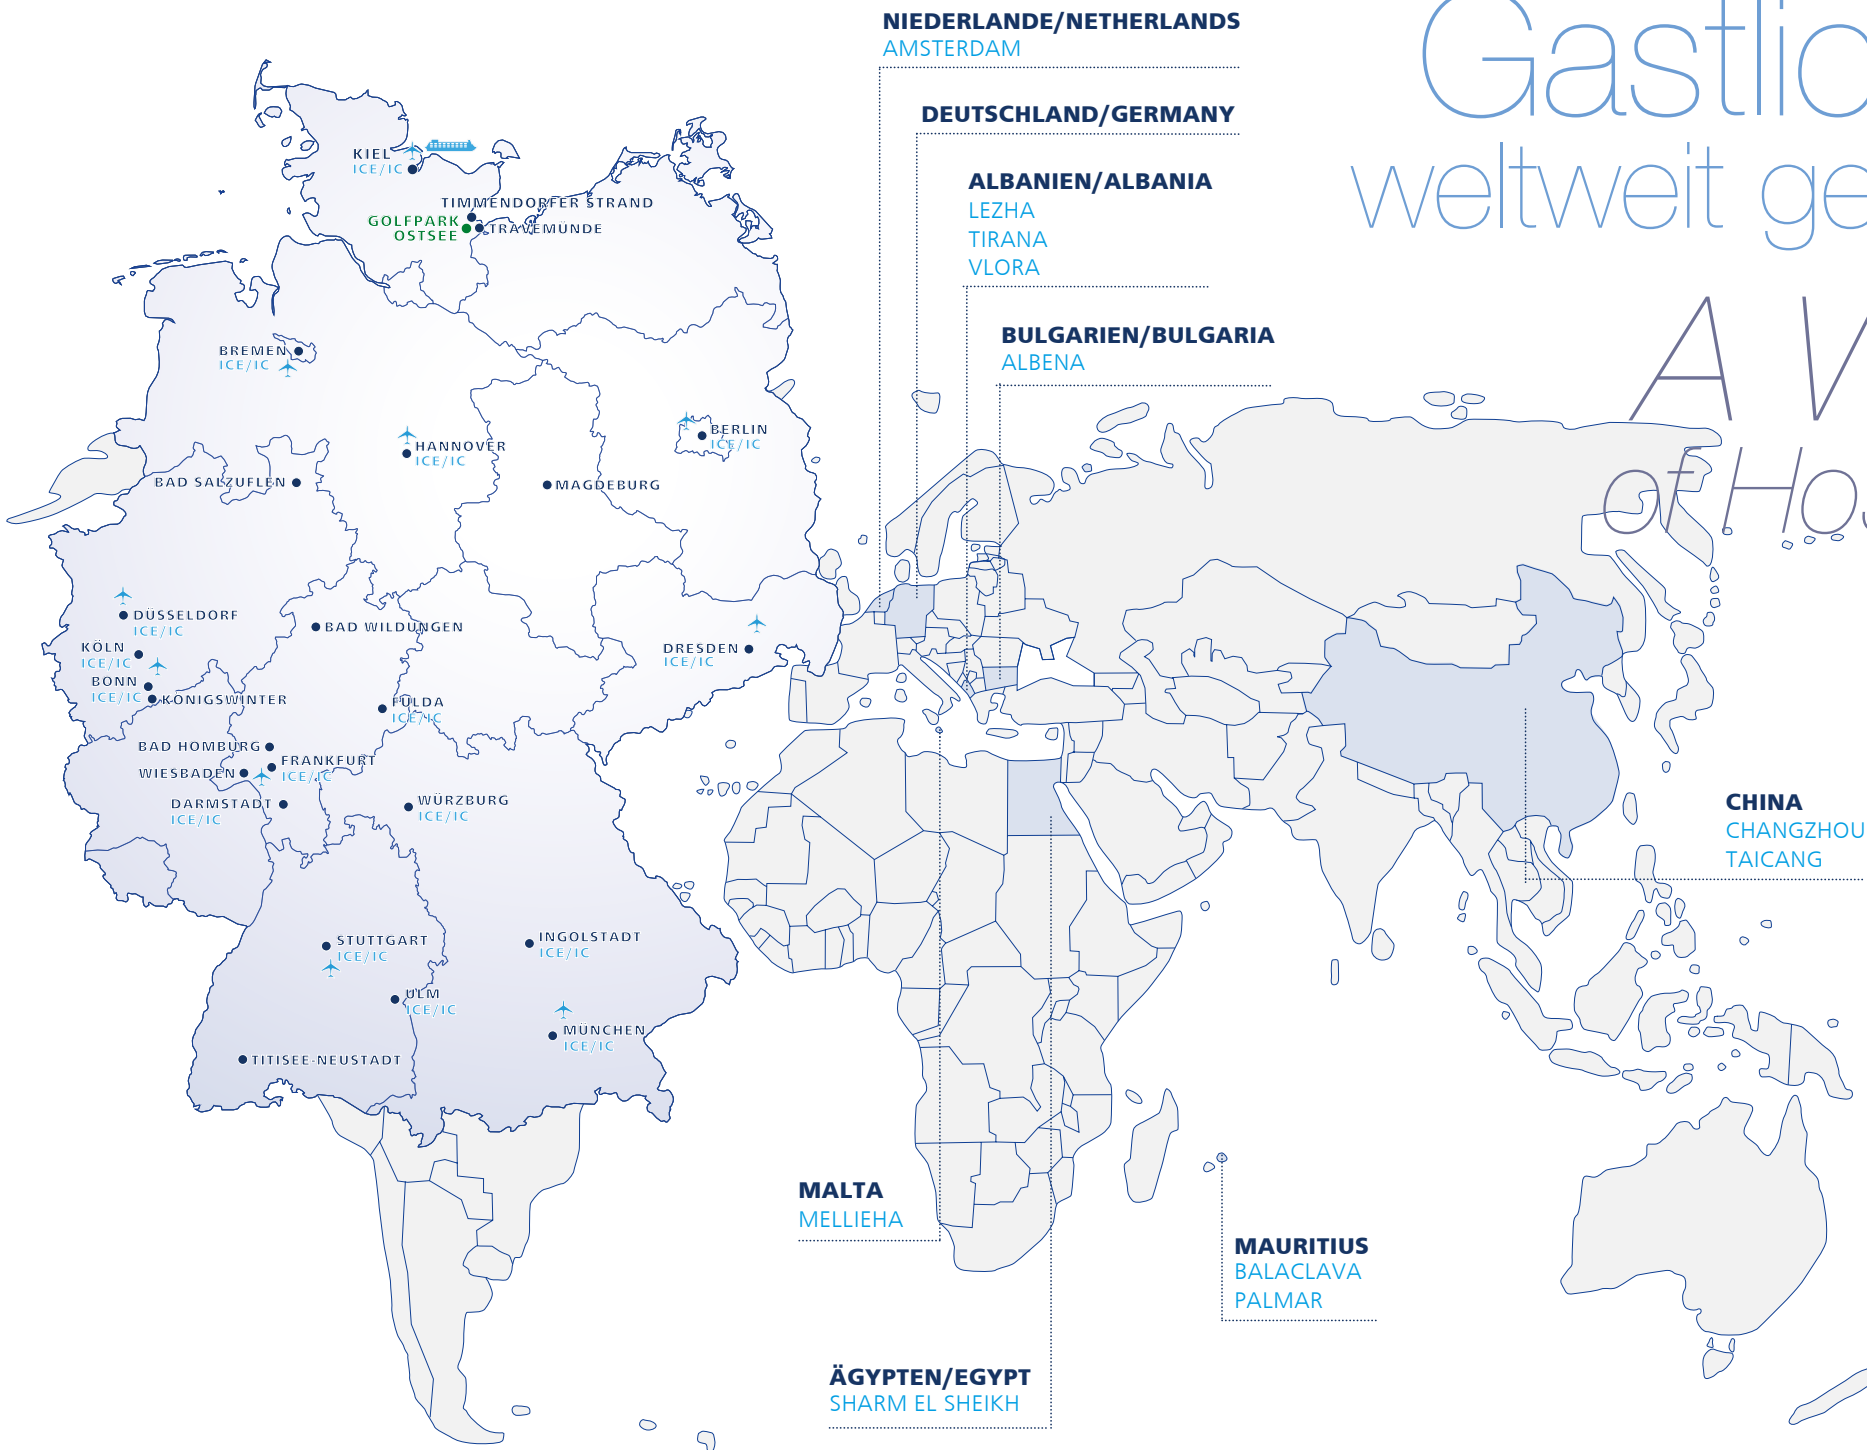 NIEDERLANDE/NETHERLANDS
AMSTERDAM
DEUTSCHLAND/GERMANY
ALBANIEN/ALBANIA
LEZHA
TIRANA
VLORA
BULGARIEN/BULGARIA
ALBENA
Gastlic
weltweit ge
A W
of Hos
KIEL
ICE/IC
TIMMENDORFER STRAND
GOLFPARK
OSTSEE
TRAVEMÜNDE
BREMEN
ICE/IC
HANNOVER
ICE/IC
BERLIN
ICE/IC
BAD SALZUFLEN
MAGDEBURG
DÜSSELDORF
ICE/IC
BAD WILDUNGEN
KÖLN
ICE/IC
DRESDEN
ICE/IC
BONN
ICE/IC
KÖNIGSWINTER
FULDA
ICE/IC
BAD HOMBURG
FRANKFURT
ICE/IC
WIESBADEN
DARMSTADT
ICE/IC
WÜRZBURG
ICE/IC
STUTTGART
ICE/IC
INGOLSTADT
ICE/IC
ULM
ICE/IC
MÜNCHEN
ICE/IC
TITISEE-NEUSTADT
CHINA
CHANGZHOU
TAICANG
MALTA
MELLIEHA
MAURITIUS
BALACLAVA
PALMAR
ÄGYPTEN/EGYPT
SHARM EL SHEIKH